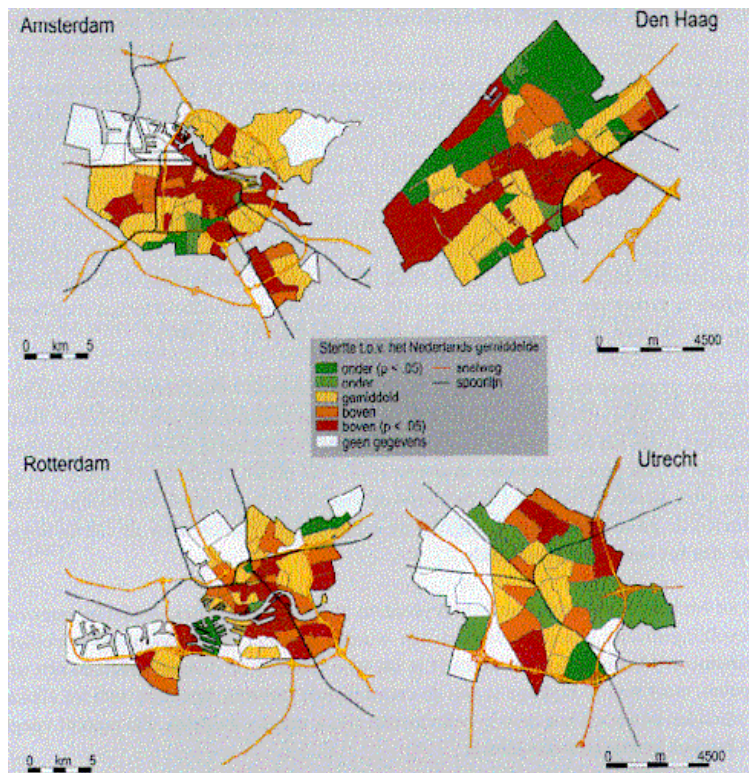 Amsterdam
Den Haag
0 km 5
0 m 4500
Sterfte t.o.v. het Nederlands gemiddelde
onder (p < .05)
onder
gemiddeld
boven
boven (p < .05)
geen gegevens
snelweg
spoorlijn
Rotterdam
Utrecht
0 km 5
0 m 4500